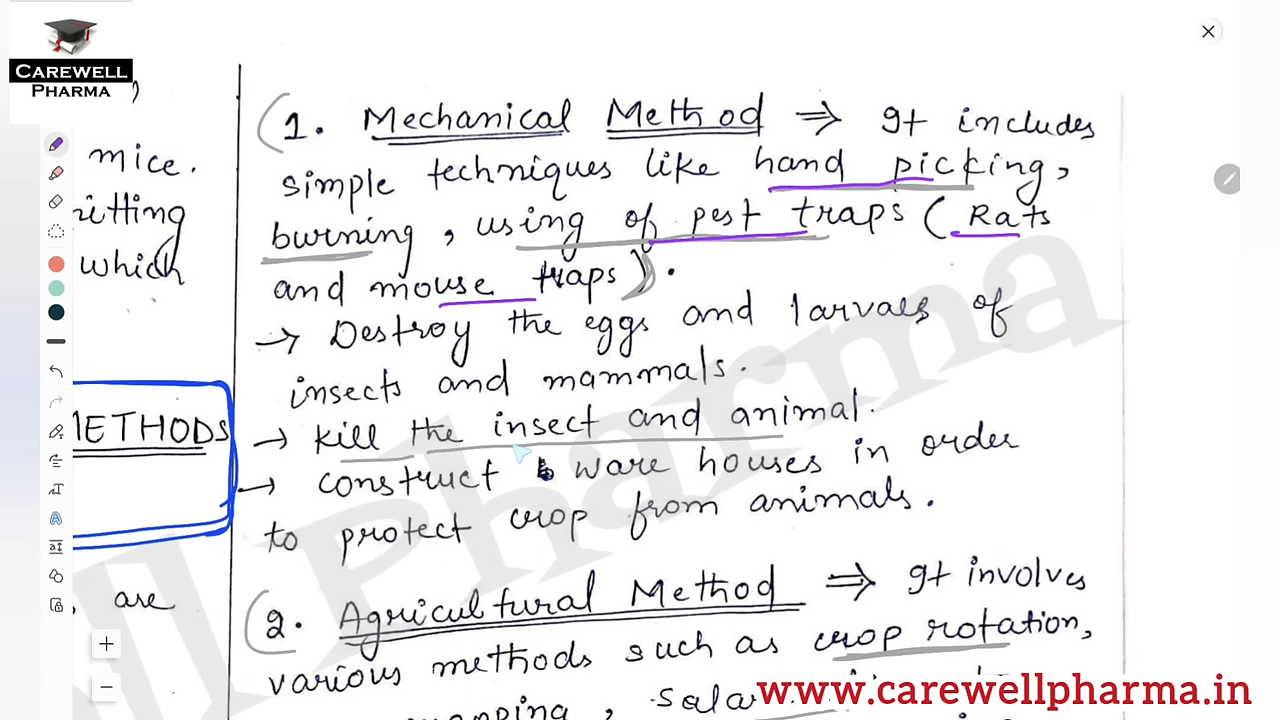 CAREWELL
PHARMA
mice.
which
METHODS
, are
1. Mechanical Method ⇒ It includes
simple techniques like hand picking,
burning, using of pest traps (Rats
and mouse traps).
→ Destroy the eggs and larvaes of
insects and mammals.
→ Kill the insect and animal.
→ construct ware houses in order
to protect crop from animals.
2. Agricultural Method ⇒ It involves
various methods such as crop rotation,
www.carewellpharma.in
ll Pharma